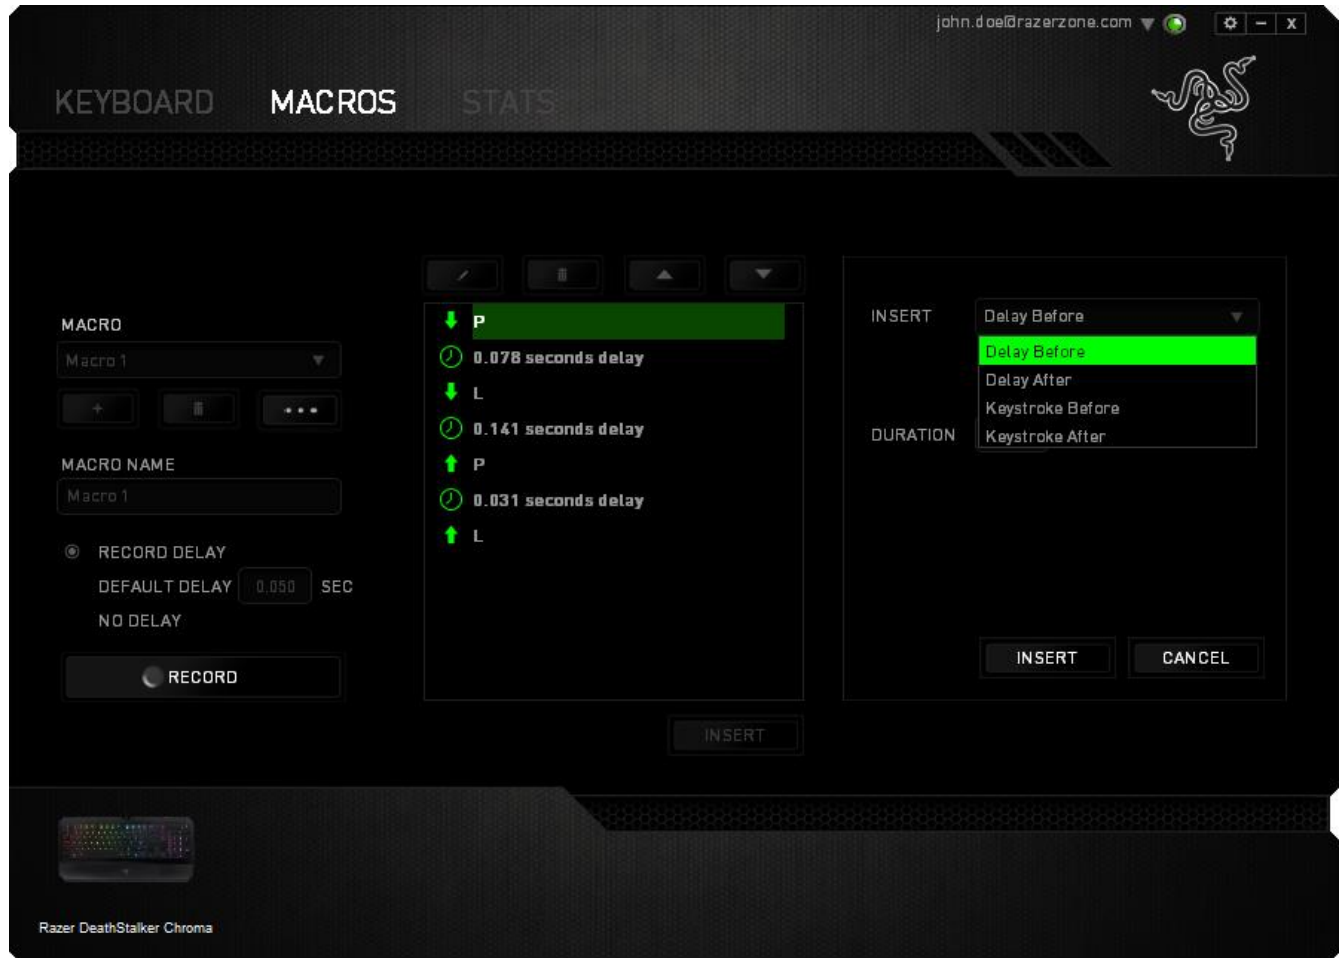 john.doe@razerzone.com
KEYBOARD MACROS STATS
MACRO
Macro 1
MACRO NAME
Macro 1
RECORD DELAY
DEFAULT DELAY 0.050 SEC
NO DELAY
RECORD
P
0.078 seconds delay
L
0.141 seconds delay
P
0.031 seconds delay
L
INSERT
INSERT Delay Before
Delay Before
Delay After
Keystroke Before
DURATION Keystroke After
INSERT CANCEL
Razer DeathStalker Chroma